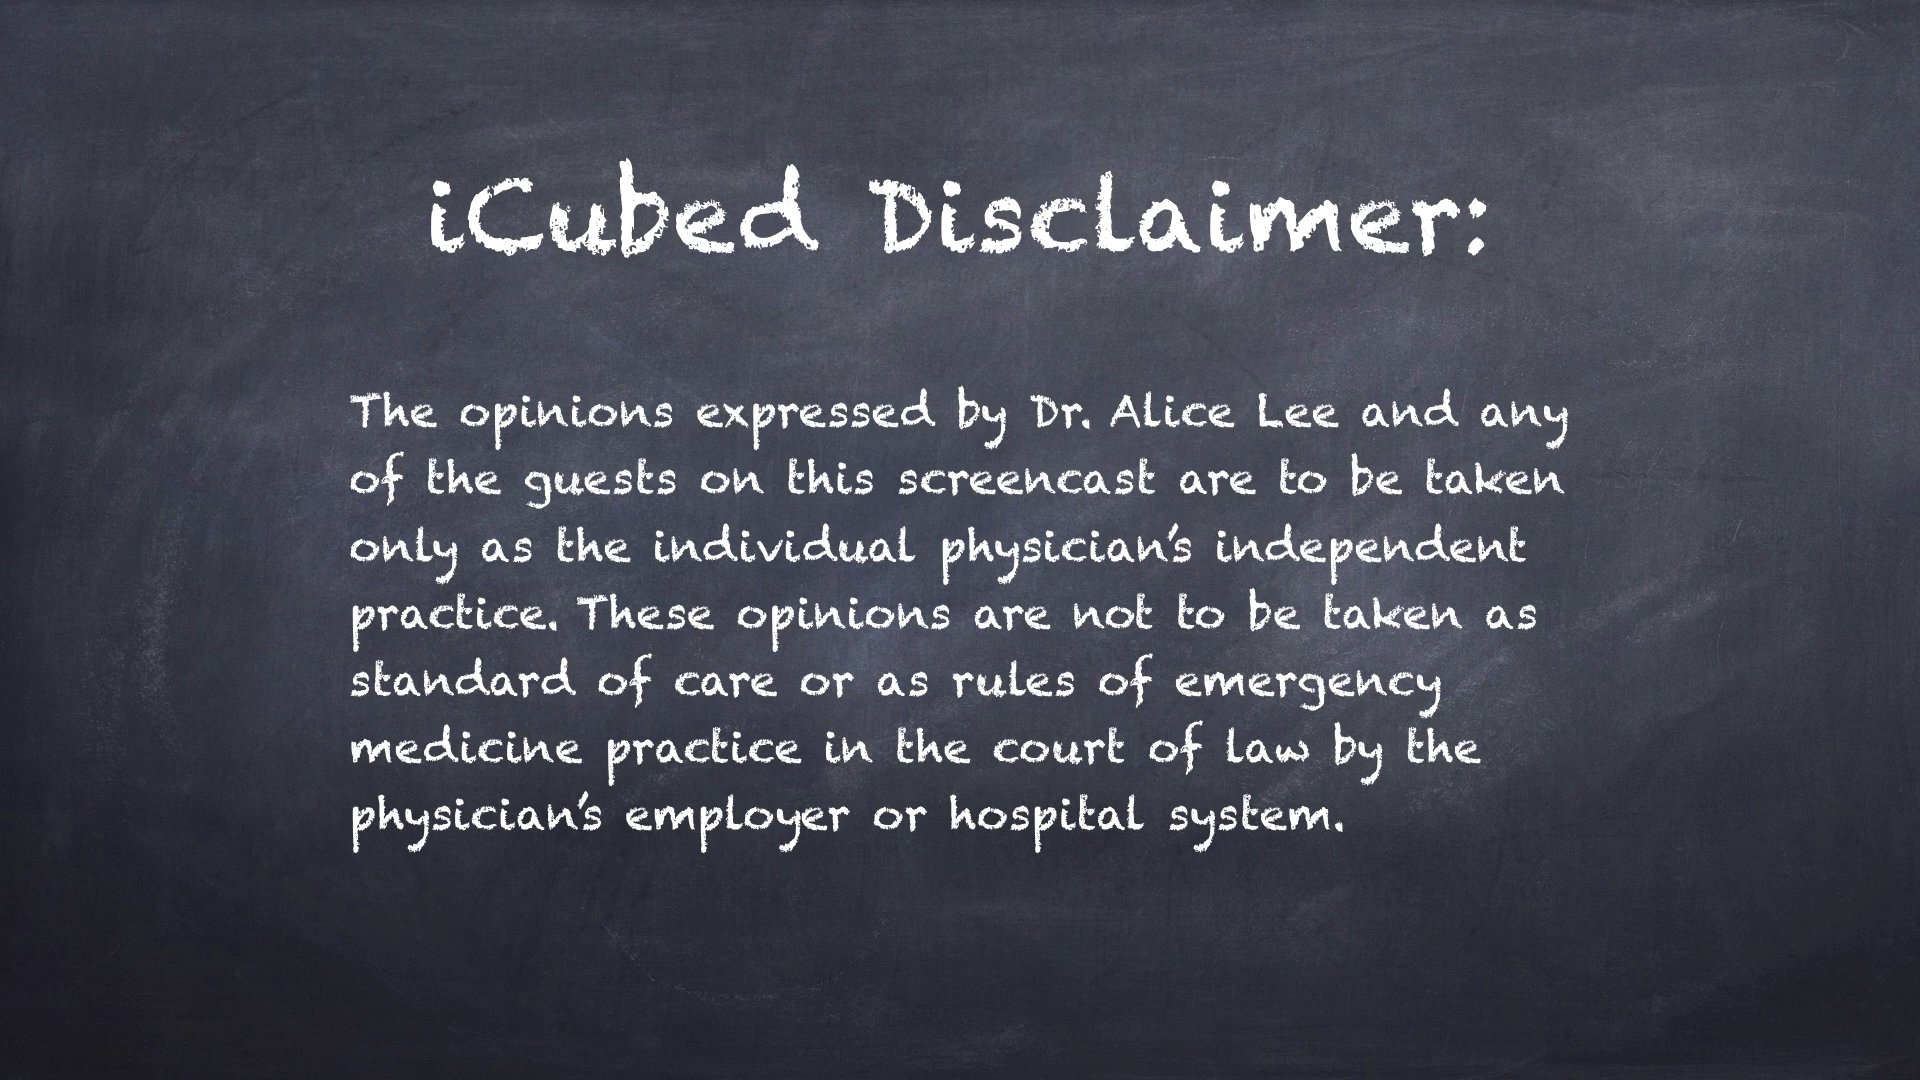 iCubed Disclaimer:
The opinions expressed by Dr. Alice Lee and any
of the guests on this screencast are to be taken
only as the individual physician's independent
practice. These opinions are not to be taken as
standard of care or as rules of emergency
medicine practice in the court of law by the
physician's employer or hospital system.